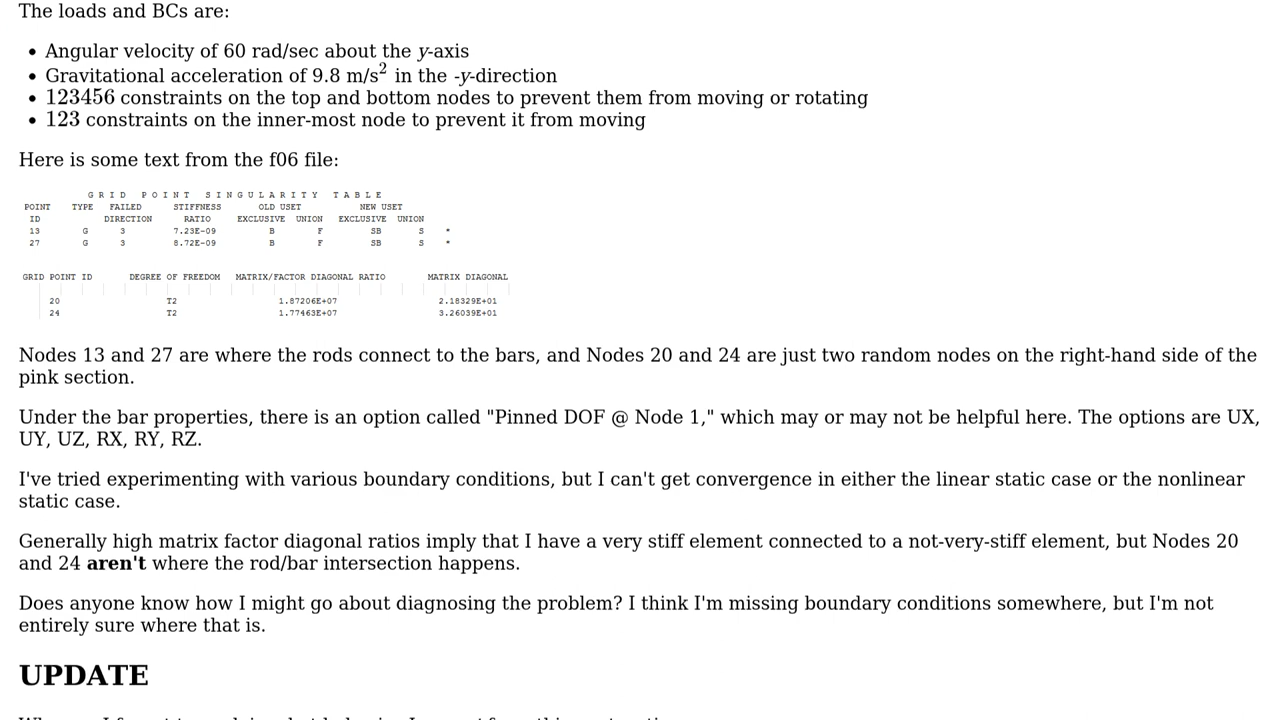 The loads and BCs are:
• Angular velocity of 60 rad/sec about the y-axis
• Gravitational acceleration of 9.8 m/s² in the -y-direction
• 123456 constraints on the top and bottom nodes to prevent them from moving or rotating
• 123 constraints on the inner-most node to prevent it from moving
Here is some text from the f06 file:
G R I D   P O I N T   S I N G U L A R I T Y   T A B L E
POINT TYPE FAILED STIFFNESS OLD USET NEW USET
ID DIRECTION RATIO EXCLUSIVE UNION EXCLUSIVE UNION
13 G 3 7.23E-09 B F SB S *
27 G 3 8.72E-09 B F SB S *
GRID POINT ID DEGREE OF FREEDOM MATRIX/FACTOR DIAGONAL RATIO MATRIX DIAGONAL
20 T2 1.87206E+07 2.18329E+01
24 T2 1.77463E+07 3.26039E+01
Nodes 13 and 27 are where the rods connect to the bars, and Nodes 20 and 24 are just two random nodes on the right-hand side of the
pink section.
Under the bar properties, there is an option called "Pinned DOF @ Node 1," which may or may not be helpful here. The options are UX,
UY, UZ, RX, RY, RZ.
I've tried experimenting with various boundary conditions, but I can't get convergence in either the linear static case or the nonlinear
static case.
Generally high matrix factor diagonal ratios imply that I have a very stiff element connected to a not-very-stiff element, but Nodes 20
and 24 aren't where the rod/bar intersection happens.
Does anyone know how I might go about diagnosing the problem? I think I'm missing boundary conditions somewhere, but I'm not
entirely sure where that is.
UPDATE